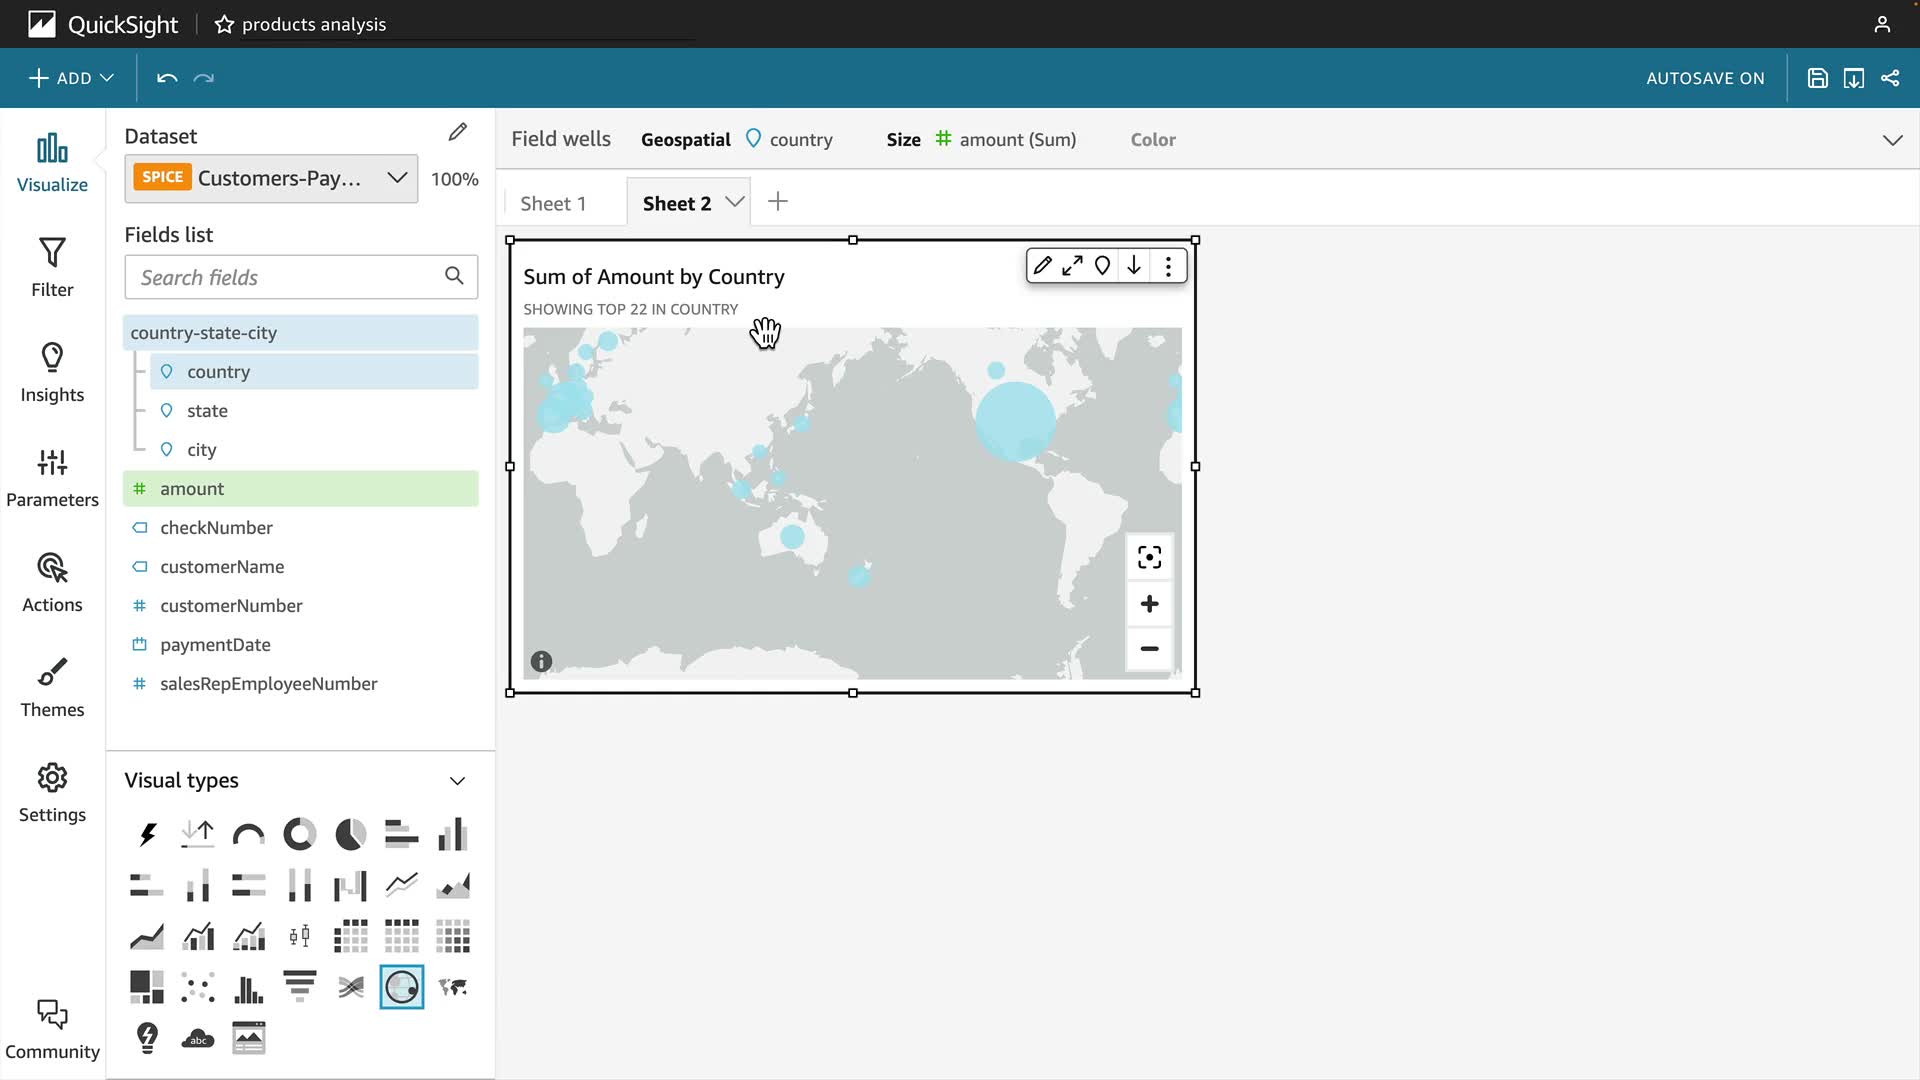 QuickSight
products analysis
ADD
AUTOSAVE ON
Visualize
Filter
Insights
Parameters
Actions
Themes
Settings
Community
Dataset
SPICE Customers-Pay... 100%
Fields list
Search fields
country-state-city
country
state
city
amount
checkNumber
customerName
customerNumber
paymentDate
salesRepEmployeeNumber
Visual types
abc
Field wells Geospatial country Size amount (Sum) Color
Sheet 1 Sheet 2
Sum of Amount by Country
SHOWING TOP 22 IN COUNTRY